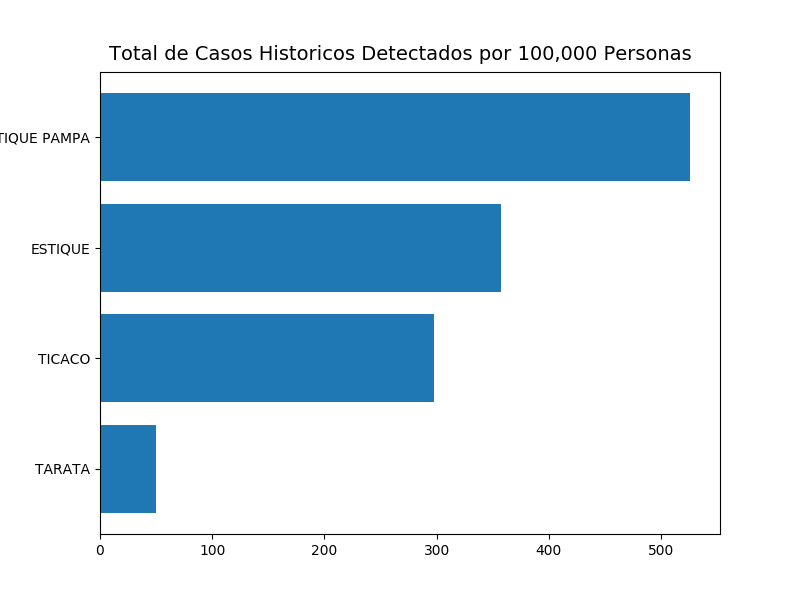 Total de Casos Historicos Detectados por 100,000 Personas
TIQUE PAMPA
ESTIQUE
TICACO
TARATA
0 100 200 300 400 500